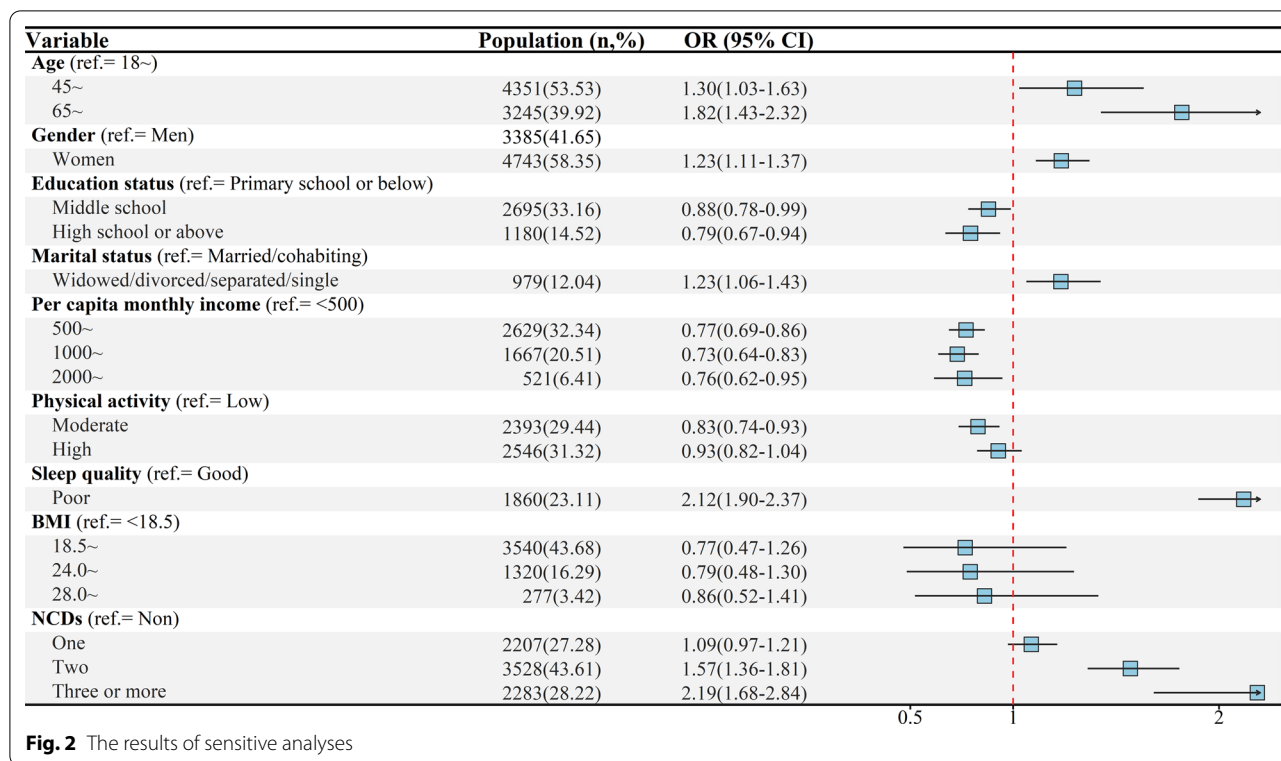 Variable Population (n,%) OR (95% CI)
Age (ref.= 18~)
45~ 4351(53.53) 1.30(1.03-1.63)
65~ 3245(39.92) 1.82(1.43-2.32)
Gender (ref.= Men) 3385(41.65)
Women 4743(58.35) 1.23(1.11-1.37)
Education status (ref.= Primary school or below)
Middle school 2695(33.16) 0.88(0.78-0.99)
High school or above 1180(14.52) 0.79(0.67-0.94)
Marital status (ref.= Married/cohabiting)
Widowed/divorced/separated/single 979(12.04) 1.23(1.06-1.43)
Per capita monthly income (ref.= <500)
500~ 2629(32.34) 0.77(0.69-0.86)
1000~ 1667(20.51) 0.73(0.64-0.83)
2000~ 521(6.41) 0.76(0.62-0.95)
Physical activity (ref.= Low)
Moderate 2393(29.44) 0.83(0.74-0.93)
High 2546(31.32) 0.93(0.82-1.04)
Sleep quality (ref.= Good)
Poor 1860(23.11) 2.12(1.90-2.37)
BMI (ref.= <18.5)
18.5~ 3540(43.68) 0.77(0.47-1.26)
24.0~ 1320(16.29) 0.79(0.48-1.30)
28.0~ 277(3.42) 0.86(0.52-1.41)
NCDs (ref.= Non)
One 2207(27.28) 1.09(0.97-1.21)
Two 3528(43.61) 1.57(1.36-1.81)
Three or more 2283(28.22) 2.19(1.68-2.84)
0.5 1 2
Fig. 2 The results of sensitive analyses